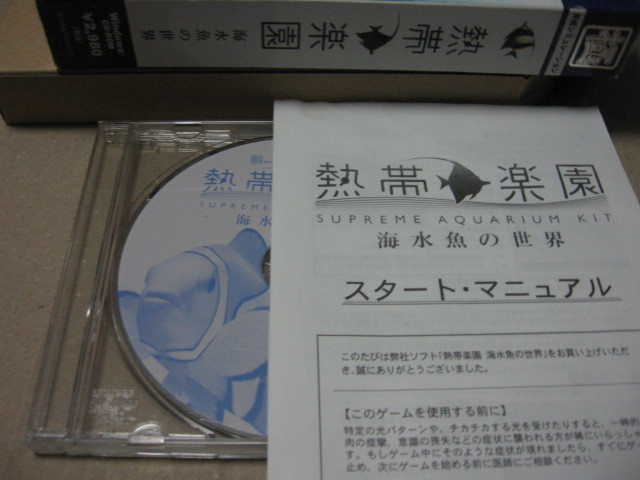 Windows
CD-ROM
¥2,980
海水魚の世界
熱帯楽園
熱帯
SUPREME
海水
熱帯楽園
SUPREME AQUARIUM KIT
海水魚の世界
スタート・マニュアル
このたびは弊社ソフト「熱帯楽園 海水魚の世界」をお買い上げいただ
き、誠にありがとうございました。
【このゲームを使用する前に】
特定の光パターンや、チカチカする光を受けたりすると、一時的
肉の痙攣、意識の喪失などの症状に襲われる方が稀にいらっし
す。もしゲーム中にそのような症状が現れましたら、すぐにゲー
止め、次にゲームを始める前に医師にご相談ください。